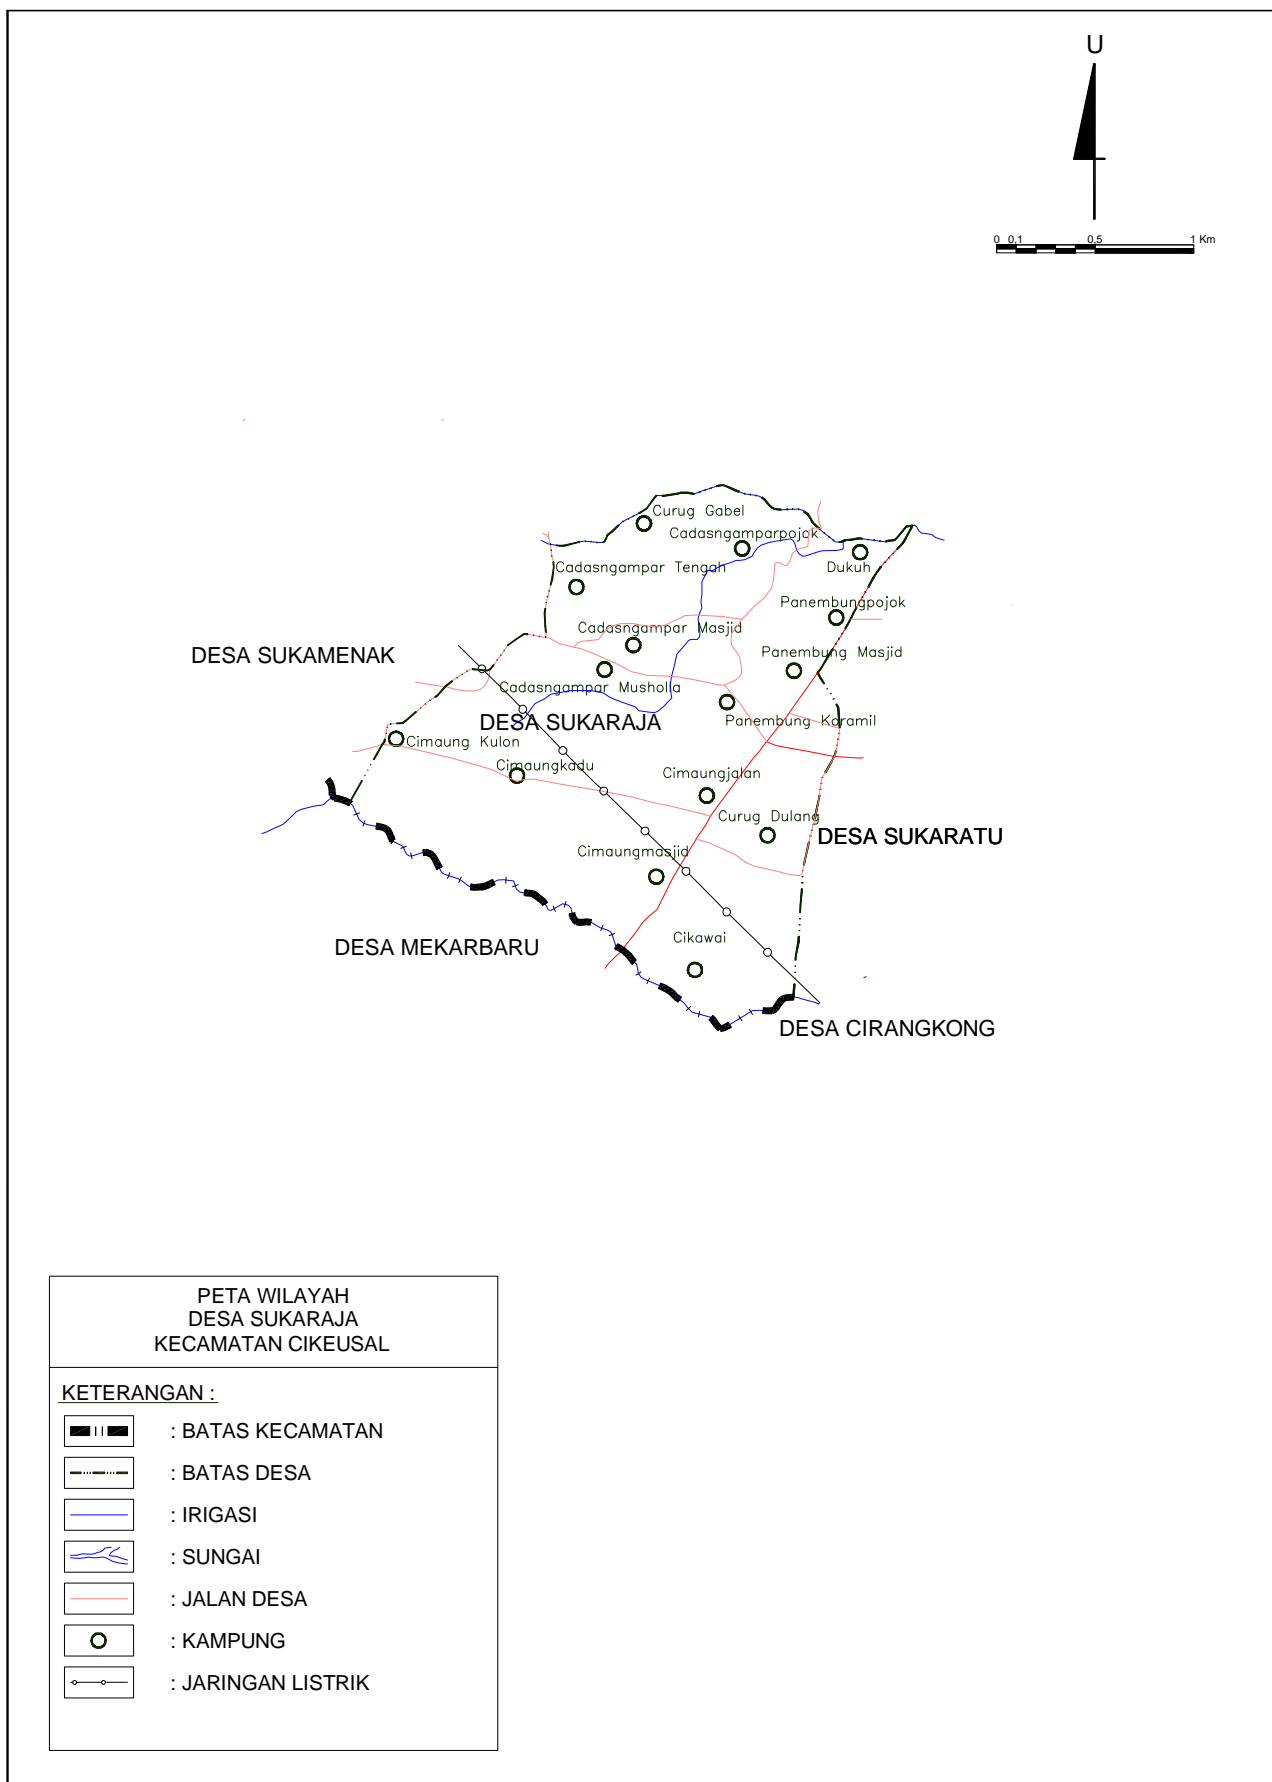 U
0 0,1 0,5 1 Km
Curug Gabel
Cadasngamparpojok
Cadasngampar Tengah
Dukuh
Panembungpojok
Cadasngampar Masjid
DESA SUKAMENAK
Panembung Masjid
Cadasngampar Musholla
DESA SUKARAJA
Panembung Karamil
Cimaung Kulon
Cimaungkadu
Cimaungjalan
Curug Dulang
DESA SUKARATU
Cimaungmasjid
Cikawai
DESA MEKARBARU
DESA CIRANGKONG
PETA WILAYAH
DESA SUKARAJA
KECAMATAN CIKEUSAL
KETERANGAN :
: BATAS KECAMATAN
: BATAS DESA
: IRIGASI
: SUNGAI
: JALAN DESA
: KAMPUNG
: JARINGAN LISTRIK